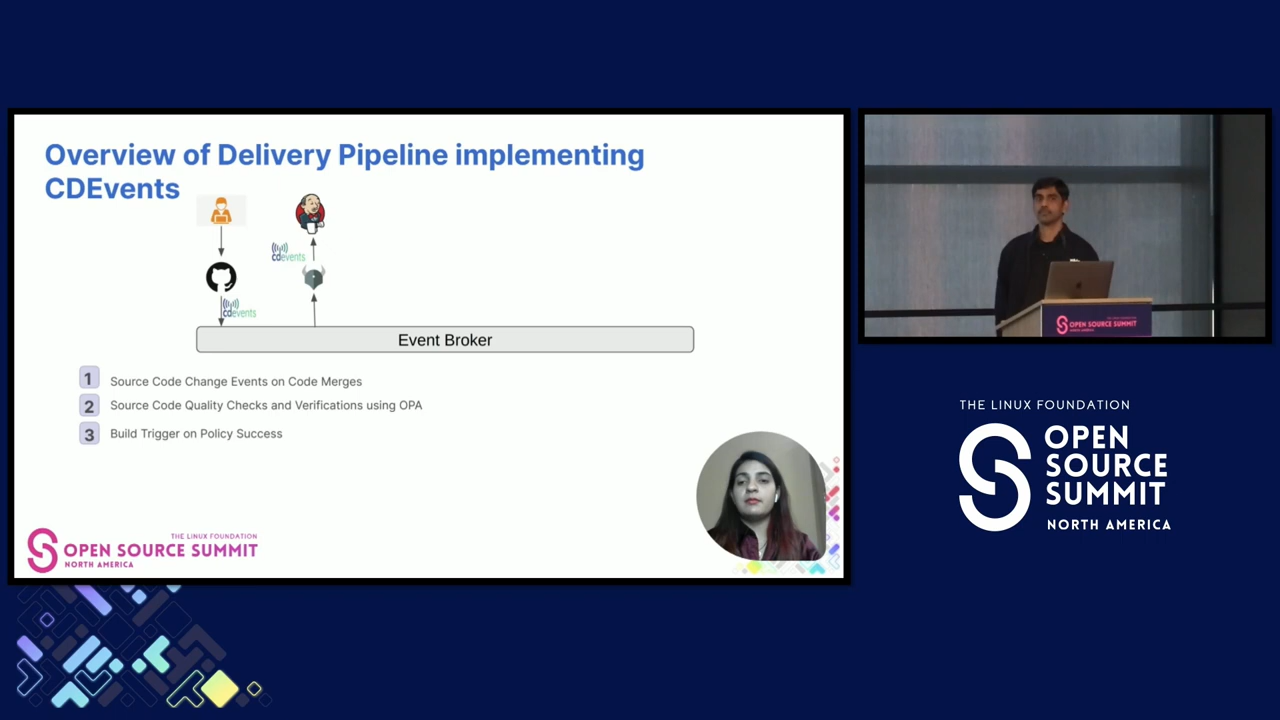 Overview of Delivery Pipeline implementing
CDEvents
cdevents
cdevents
Event Broker
1 Source Code Change Events on Code Merges
2 Source Code Quality Checks and Verifications using OPA
3 Build Trigger on Policy Success
THE LINUX FOUNDATION
OPEN SOURCE SUMMIT
NORTH AMERICA
OPEN SOURCE SUMMIT
THE LINUX FOUNDATION
OPEN
SOURCE
SUMMIT
NORTH AMERICA